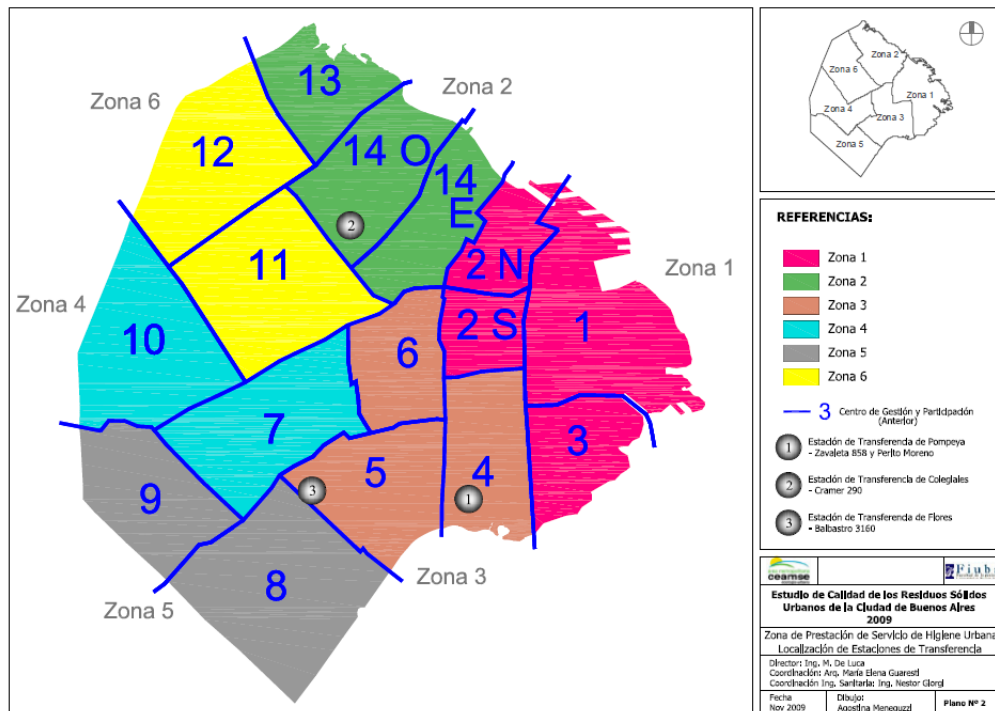 13
Zona 6
Zona 2
12
14 O
14
E
2
11
2 N
Zona 1
Zona 4
10
2 S
1
6
7
3
5
4
9
3
1
8
Zona 3
Zona 5
Zona 2
Zona 6
Zona 1
Zona 4
Zona 3
Zona 5
REFERENCIAS:
Zona 1
Zona 2
Zona 3
Zona 4
Zona 5
Zona 6
3 Centro de Gestión y Participación
(Anterior)
1 Estación de Transferencia de Pompeya
- Zavaleta 858 y Perito Moreno
2 Estación de Transferencia de Colegiales
- Cramer 290
3 Estación de Transferencia de Flores
- Balbastro 3160
ceamse
Fiuba
Estudio de Calidad de los Residuos Sólidos
Urbanos de la Ciudad de Buenos Aires
2009
Zona de Prestación de Servicio de Higiene Urbana
Localización de Estaciones de Transferencia
Director: Ing. M. De Luca
Coordinación: Arq. María Elena Guaresti
Coordinación Ing. Sanitaria: Ing. Nestor Giorgi
Fecha
Nov 2009
Dibujo:
Agostina Meneguzzi
Plano Nº 2